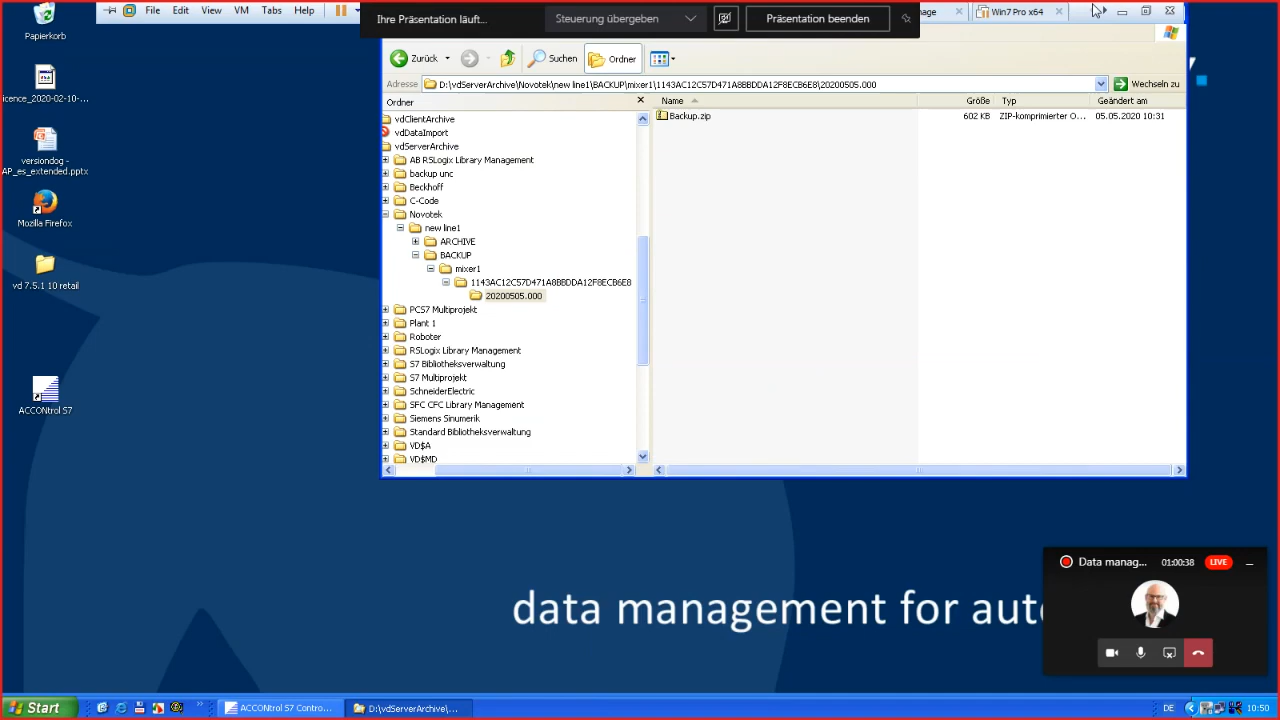 Papierkorb
icence_2020-02-10-...
versiondog -
AP_es_extended.pptx
Mozilla Firefox
vd 7.5.1 10 retail
ACCONtrol S7
File Edit View VM Tabs Help
Ihre Präsentation läuft...
Steuerung übergeben
Präsentation beenden
nage
Win7 Pro x64
Zurück
Suchen
Ordner
Adresse
D:\vdServerArchive\Novotek\new line1\BACKUP\mixer1\1143AC12C57D471A8BBDDA12F8ECB6E8\20200505.000
Wechseln zu
Ordner
Name Größe Typ Geändert am
vdClientArchive
Backup.zip 602 KB ZIP-komprimierter O... 05.05.2020 10:31
vdDataImport
vdServerArchive
AB RSLogix Library Management
backup unc
Beckhoff
C-Code
Novotek
new line1
ARCHIVE
BACKUP
mixer1
1143AC12C57D471A8BBDDA12F8ECB6E8
20200505.000
PCS7 Multiprojekt
Plant 1
Roboter
RSLogix Library Management
S7 Bibliotheksverwaltung
S7 Multiprojekt
SchneiderElectric
SFC CFC Library Management
Siemens Sinumerik
Standard Bibliotheksverwaltung
VD$A
VD$MD
data management for auto
Data manag... 01:00:38 LIVE
Start
ACCONtrol S7 Contro...
D:\vdServerArchive\...
DE
10:50